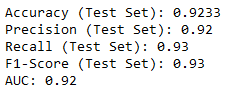 Accuracy (Test Set): 0.9233
Precision (Test Set): 0.92
Recall (Test Set): 0.93
F1-Score (Test Set): 0.93
AUC: 0.92